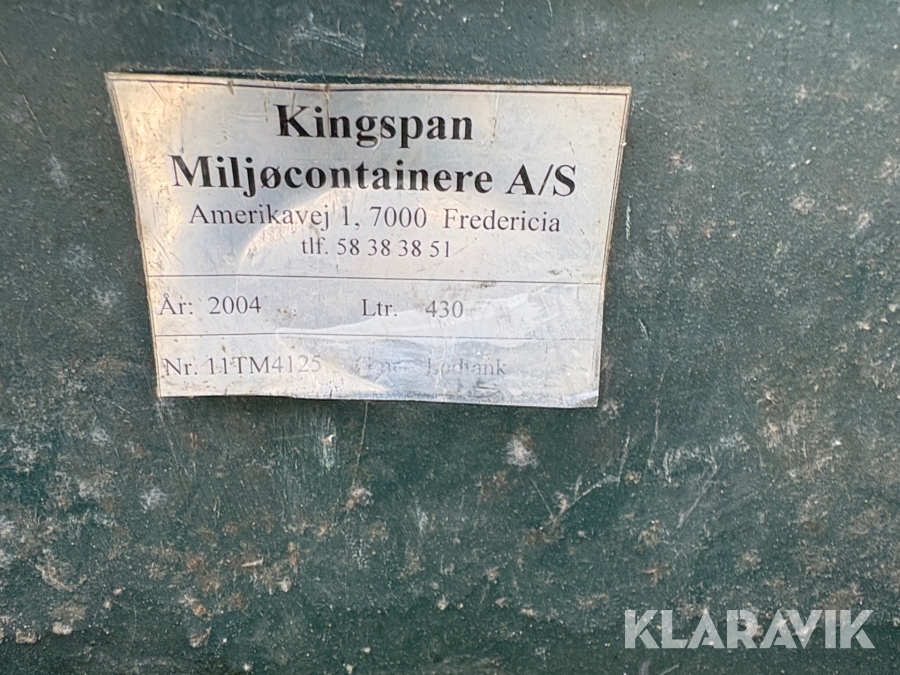 Kingspan
Miljøcontainere A/S
Amerikavej 1, 7000 Fredericia
tlf. 58 38 38 51
År: 2004 Ltr. 430
Nr. 11TM4125
KLARAVIK